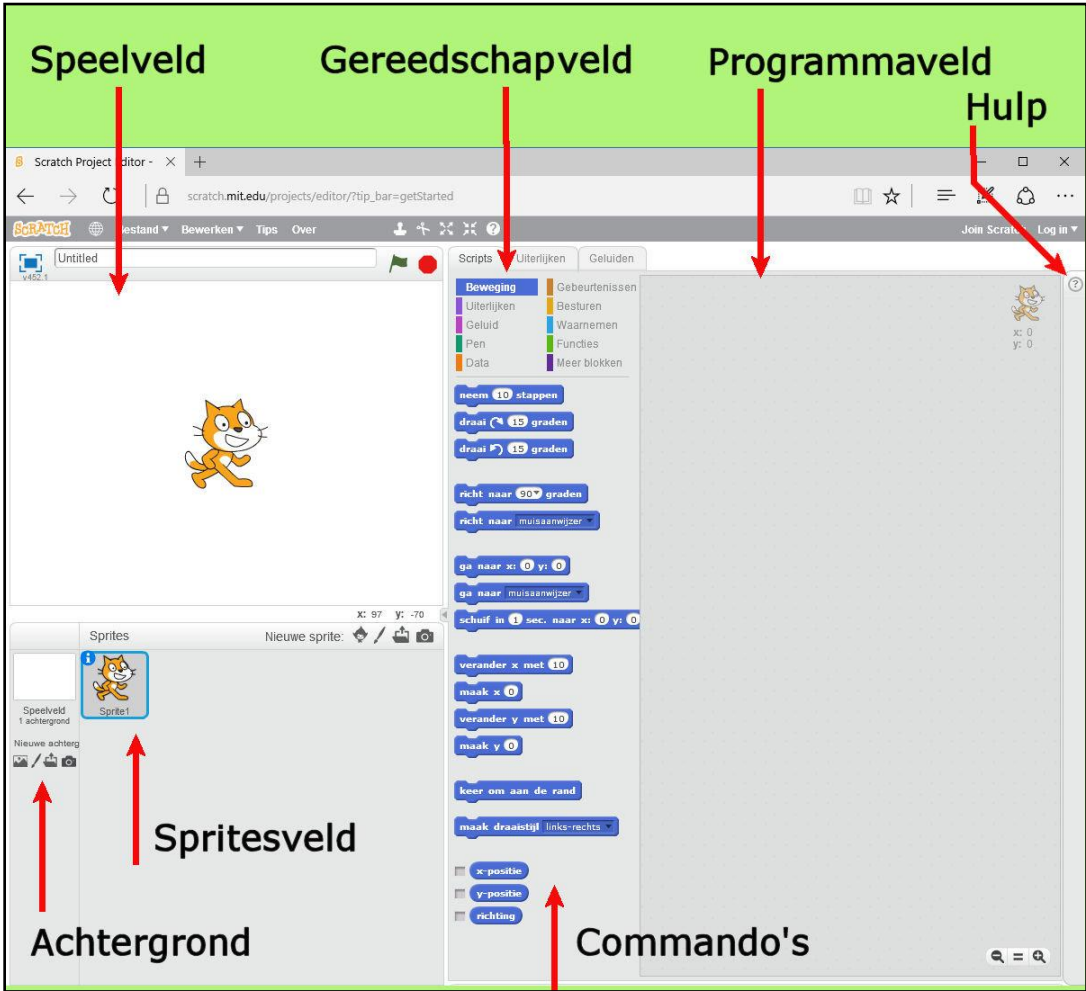 Speelveld
Gereedschapveld
Programmaveld
Hulp
Scratch Project Editor -
scratch.mit.edu/projects/editor/?tip_bar=getStarted
SCRATCH
Bestand Bewerken Tips Over
Join Scratch Log in
Untitled
v452.1
Scripts Uiterlijken Geluiden
Beweging Gebeurtenissen
Uiterlijken Besturen
Geluid Waarnemen
Pen Functies
Data Meer blokken
x: 0
y: 0
neem 10 stappen
draai 15 graden
draai 15 graden
richt naar 90 graden
richt naar muisaanwijzer
ga naar x: 0 y: 0
ga naar muisaanwijzer
schuif in 1 sec. naar x: 0 y: 0
verander x met 10
maak x 0
verander y met 10
maak y 0
keer om aan de rand
maak draaistijl links-rechts
x-positie
y-positie
richting
X: 97 y: -70
Sprites Nieuwe sprite:
Speelveld
1 achtergrond
Nieuwe achterg
Sprite1
Spritesveld
Achtergrond
Commando's